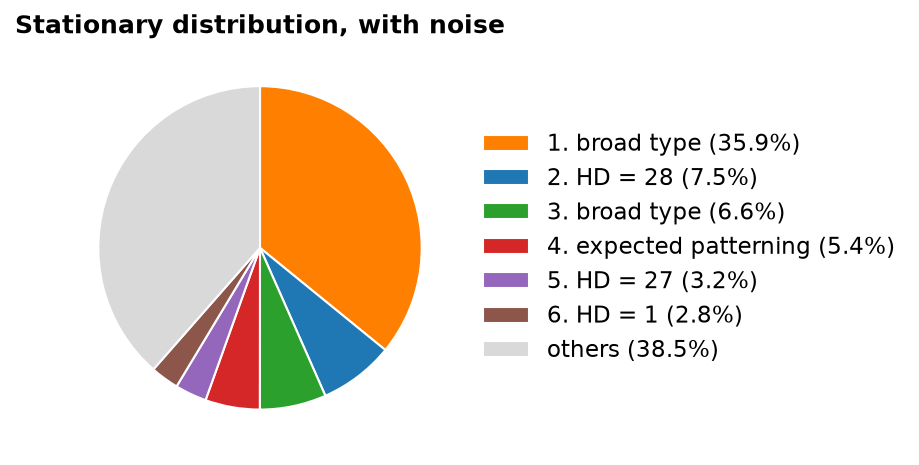 Stationary distribution, with noise
1. broad type (35.9%)
2. HD = 28 (7.5%)
3. broad type (6.6%)
4. expected patterning (5.4%)
5. HD = 27 (3.2%)
6. HD = 1 (2.8%)
others (38.5%)